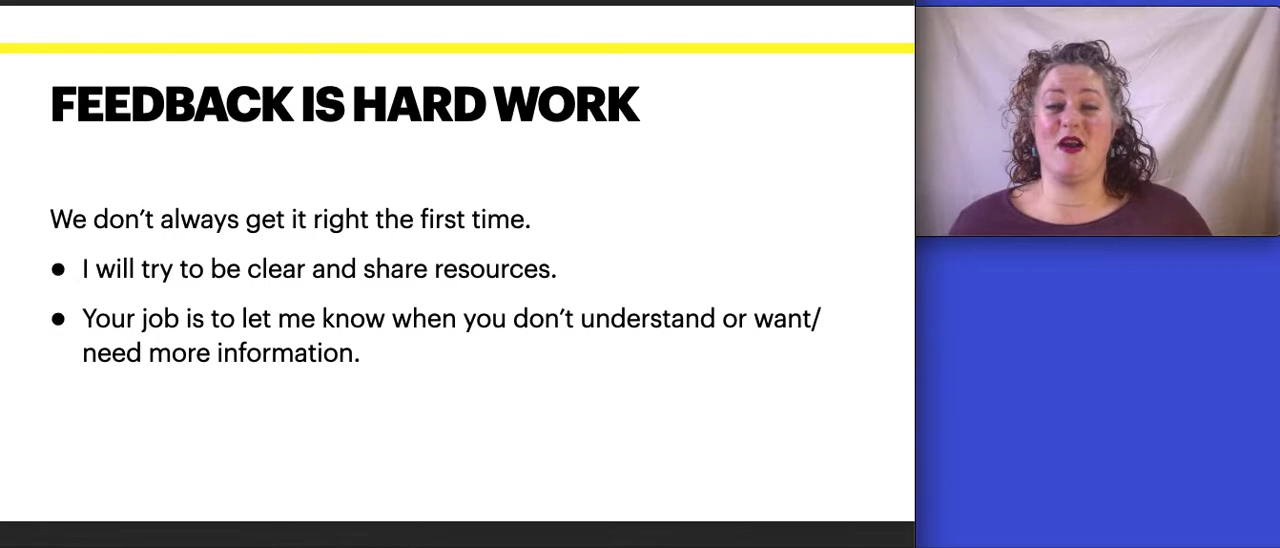 FEEDBACK IS HARD WORK
We don’t always get it right the first time.
● I will try to be clear and share resources.
● Your job is to let me know when you don’t understand or want/
need more information.